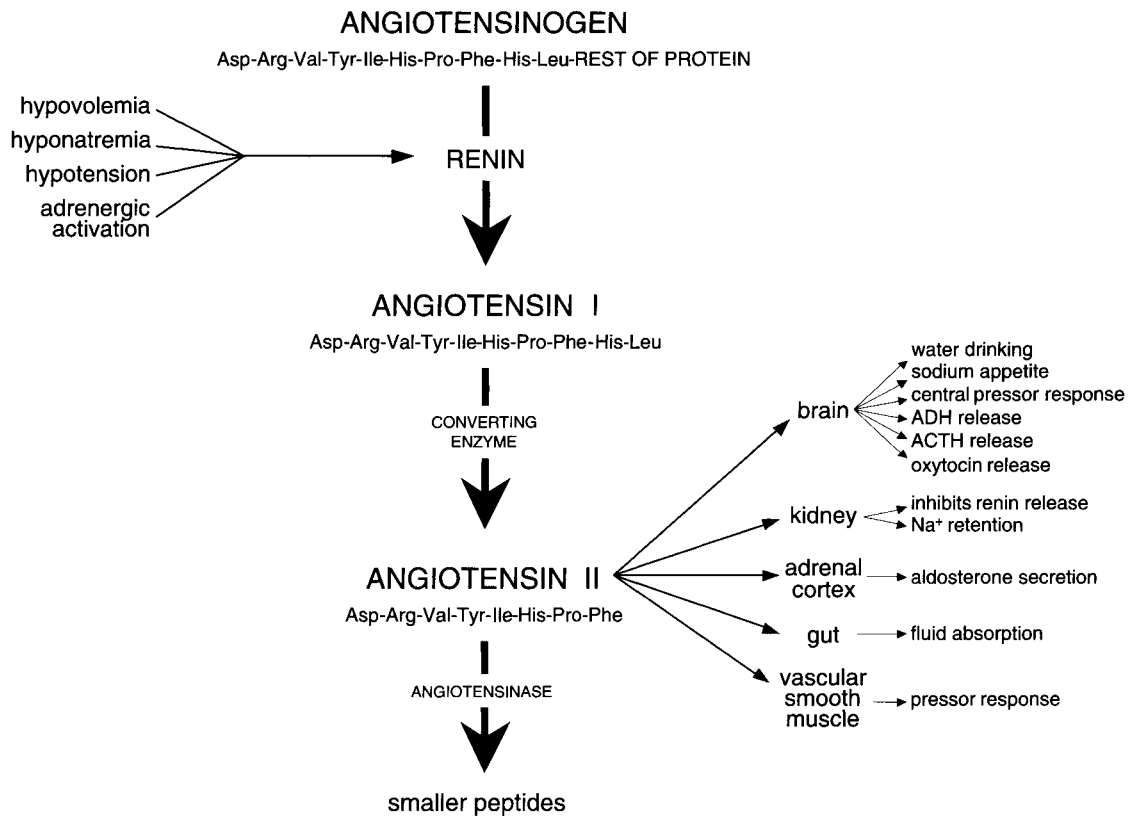 ANGIOTENSINOGEN
Asp-Arg-Val-Tyr-Ile-His-Pro-Phe-His-Leu-REST OF PROTEIN
hypovolemia
hyponatremia
hypotension
adrenergic
activation
RENIN
ANGIOTENSIN I
Asp-Arg-Val-Tyr-Ile-His-Pro-Phe-His-Leu
CONVERTING
ENZYME
ANGIOTENSIN II
Asp-Arg-Val-Tyr-Ile-His-Pro-Phe
brain
water drinking
sodium appetite
central pressor response
ADH release
ACTH release
oxytocin release
kidney
inhibits renin release
Na⁺ retention
adrenal
cortex
aldosterone secretion
gut
fluid absorption
vascular
smooth
muscle
pressor response
ANGIOTENSINASE
smaller peptides